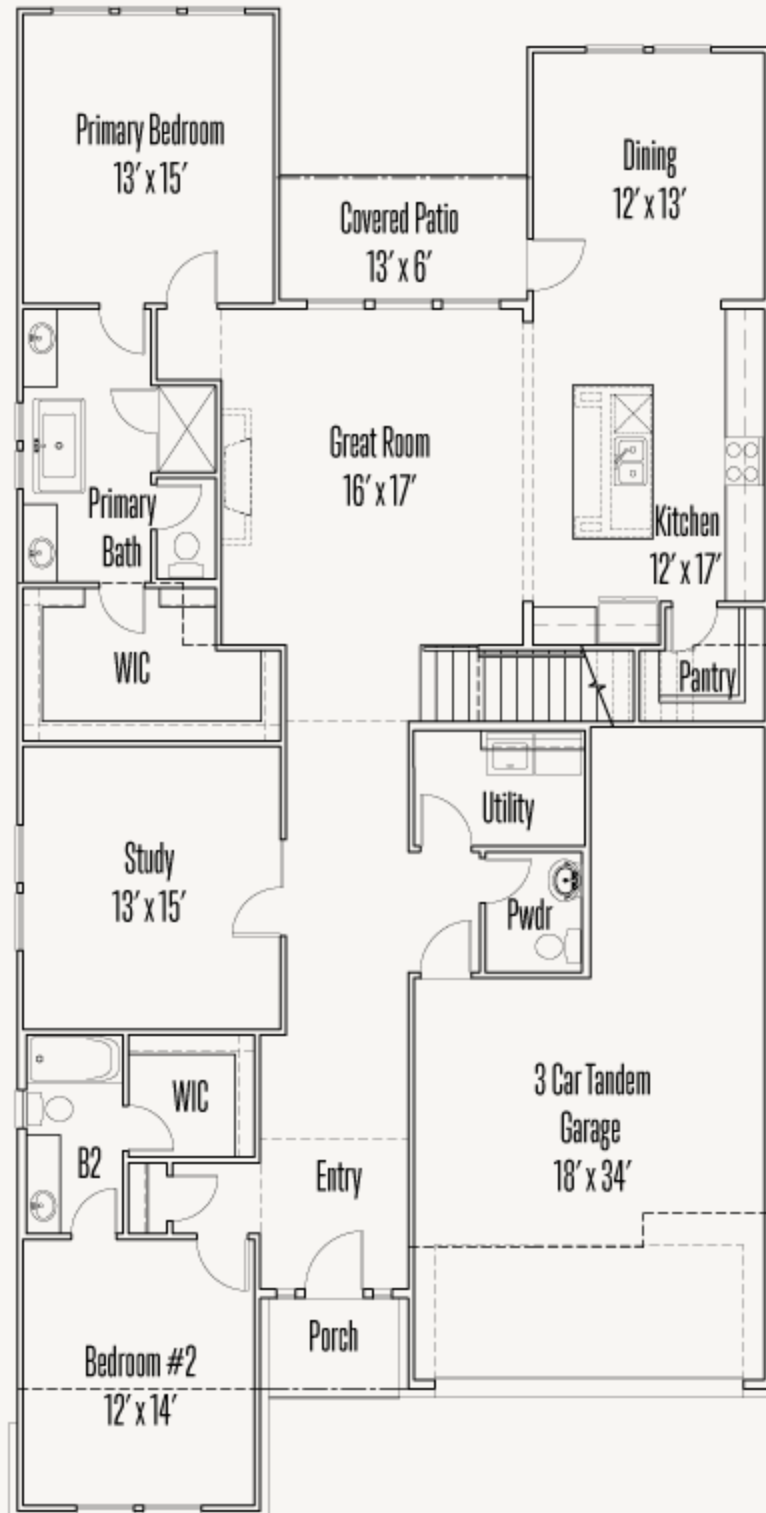 Primary Bedroom
13' x 15'
Dining
12' x 13'
Covered Patio
13' x 6'
Great Room
16' x 17'
Primary
Bath
Kitchen
12' x 17'
WIC
Pantry
Utility
Study
13' x 15'
Pwdr
3 Car Tandem
Garage
18' x 34'
WIC
B2
Entry
Porch
Bedroom #2
12' x 14'